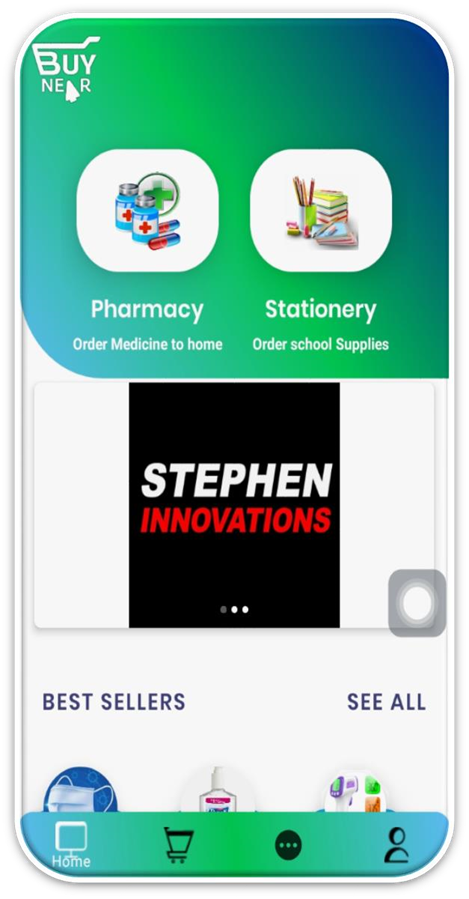 BUY
NEAR
Pharmacy
Stationery
Order Medicine to home
Order school Supplies
STEPHEN
INNOVATIONS
BEST SELLERS
SEE ALL
Home